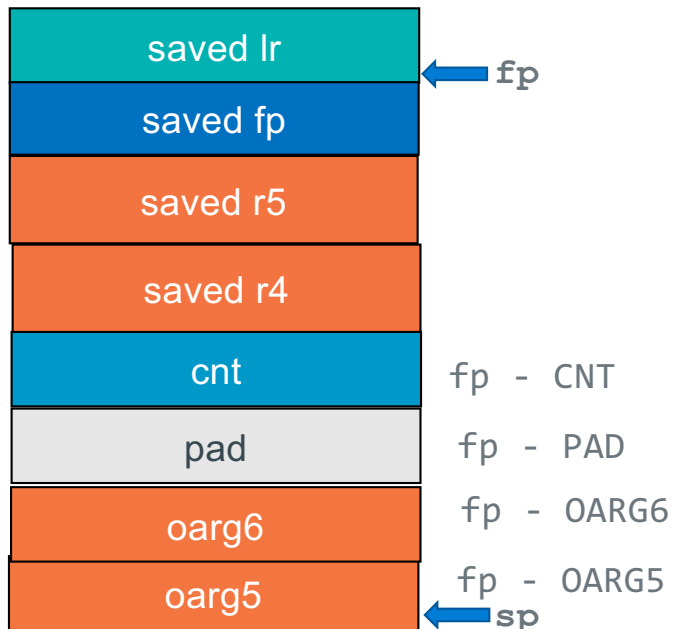 saved lr
fp
saved fp
saved r5
saved r4
cnt
fp - CNT
pad
fp - PAD
oarg6
fp - OARG6
oarg5
fp - OARG5
sp